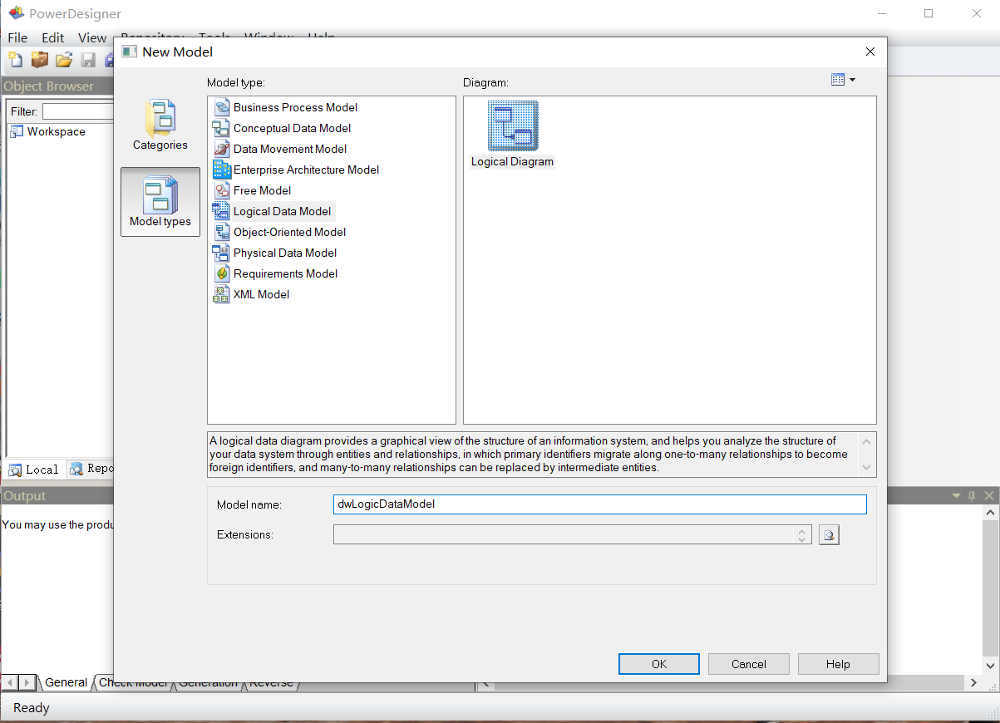 PowerDesigner
File Edit View Repository Tools Window Help
New Model
Object Browser
Filter:
Workspace
Local
Repo
Categories
Model types
Model type:
Business Process Model
Conceptual Data Model
Data Movement Model
Enterprise Architecture Model
Free Model
Logical Data Model
Object-Oriented Model
Physical Data Model
Requirements Model
XML Model
Diagram:
Logical Diagram
A logical data diagram provides a graphical view of the structure of an information system, and helps you analyze the structure of
your data system through entities and relationships, in which primary identifiers migrate along one-to-many relationships to become
foreign identifiers, and many-to-many relationships can be replaced by intermediate entities.
Model name: dwLogicDataModel
Extensions:
OK Cancel Help
Output
You may use the produ
General Check Model Generation Reverse
Ready